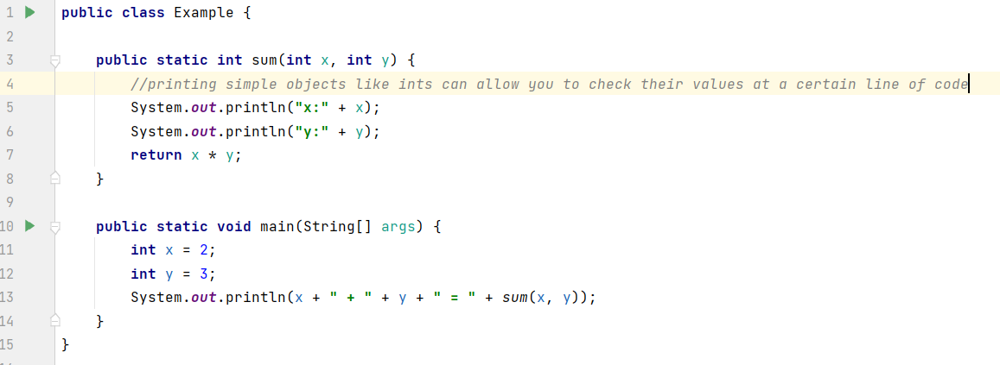 1 public class Example {
2
3 public static int sum(int x, int y) {
4 //printing simple objects like ints can allow you to check their values at a certain line of code
5 System.out.println("x:" + x);
6 System.out.println("y:" + y);
7 return x * y;
8 }
9
10 public static void main(String[] args) {
11 int x = 2;
12 int y = 3;
13 System.out.println(x + " + " + y + " = " + sum(x, y));
14 }
15 }